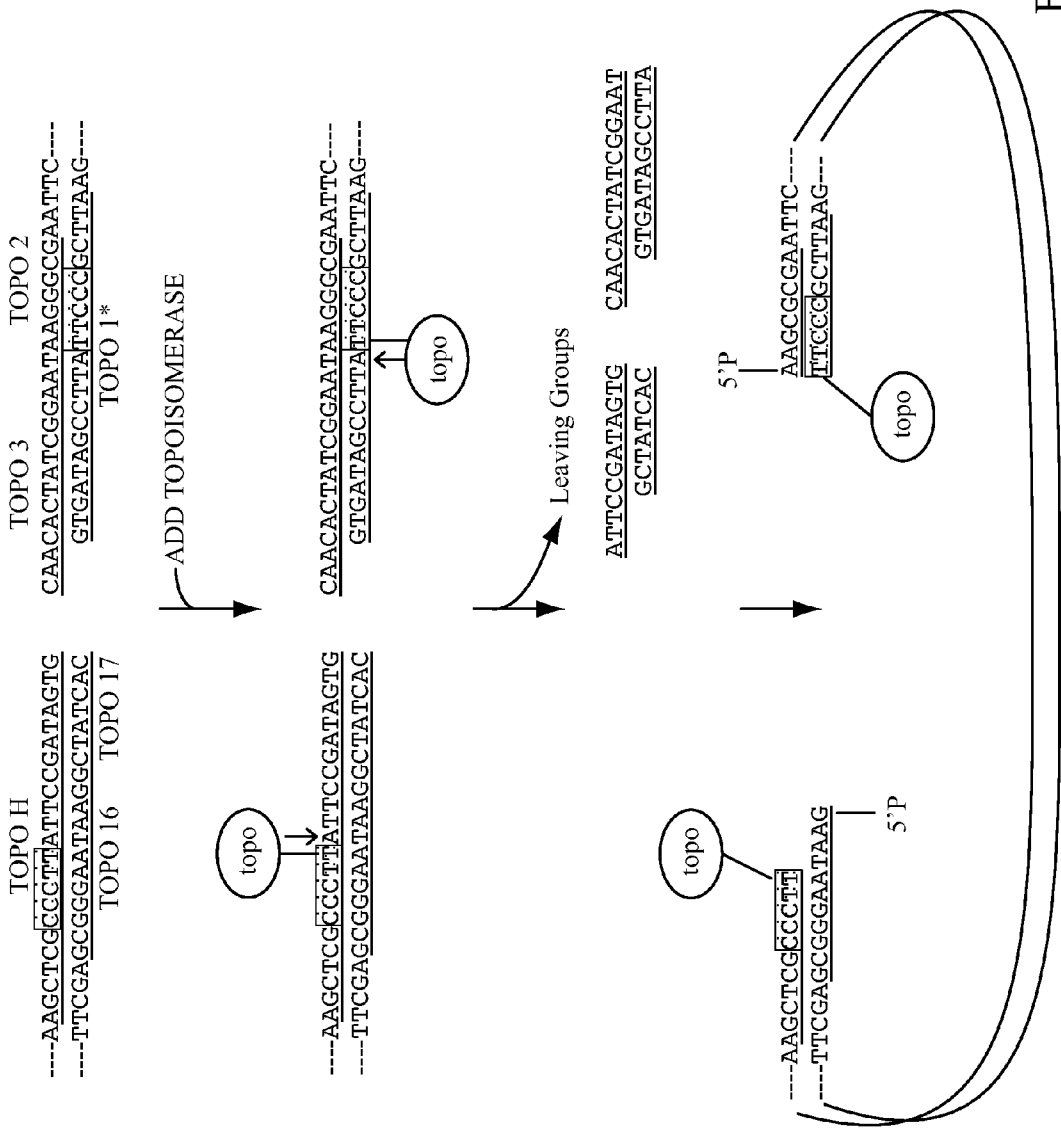 TOPO H
----AAGCTCGCCCTTATTCCGATAGTG
----TTCGAGCGGGAATAAGGCTATCAC
TOPO 16 TOPO 17
TOPO 3 TOPO 2
CAACACTATCGGAATAAGGGCGAATTC----
GTGATAGCCTTATTCCCGCTTAAG----
TOPO 1*
ADD TOPOISOMERASE
topo
----AAGCTCGCCCTTATTCCGATAGTG
----TTCGAGCGGGAATAAGGCTATCAC
CAACACTATCGGAATAAGGGCGAATTC----
GTGATAGCCTTATTCCCGCTTAAG----
topo
Leaving Groups
ATTCCGATAGTG
GCTATCAC
CAACACTATCGGAAT
GTGATAGCCTTA
topo
-----AAGCTCGCCCTT
----TTCGAGCGGGAATAAG
5'P
5'P
AAGCGCGAATTC----
TTCCCGCTTAAG---
topo